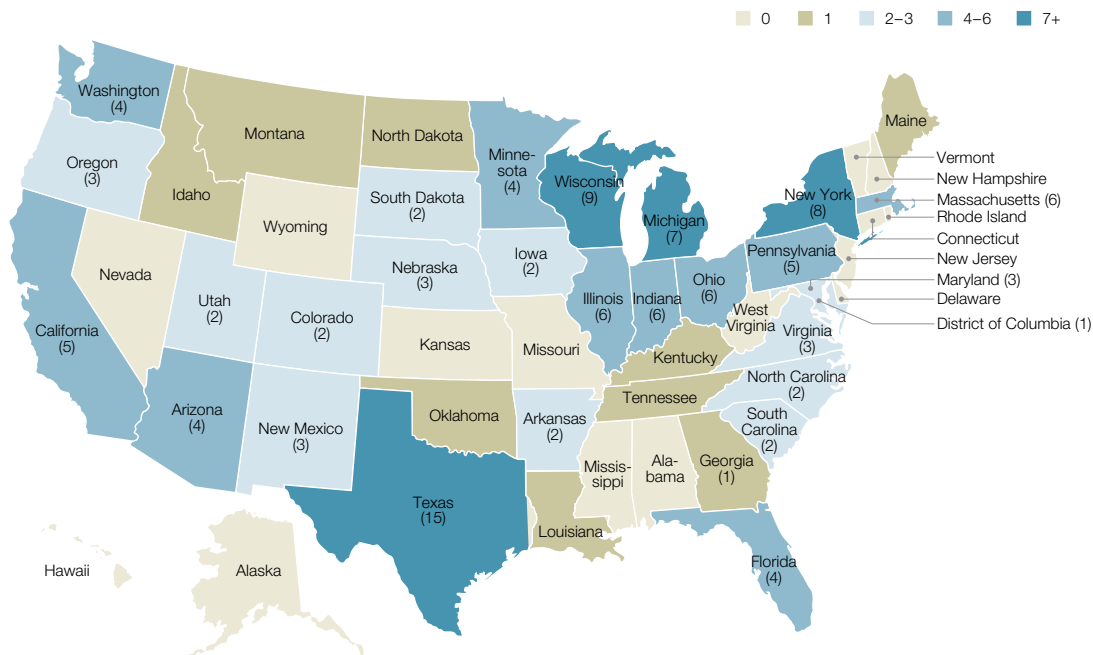 0 1 2–3 4–6 7+
Washington
(4)
Oregon
(3)
Idaho
Montana
North Dakota
South Dakota
(2)
Wyoming
Nevada
Utah
(2)
Colorado
(2)
California
(5)
Arizona
(4)
New Mexico
(3)
Nebraska
(3)
Kansas
Oklahoma
Texas
(15)
Minne-
sota
(4)
Iowa
(2)
Missouri
Arkansas
(2)
Louisiana
Wisconsin
(9)
Michigan
(7)
Illinois
(6)
Indiana
(6)
Ohio
(6)
Kentucky
Tennessee
Missis-
sippi
Ala-
bama
Georgia
(1)
Florida
(4)
South
Carolina
(2)
North Carolina
(2)
Virginia
(3)
West
Virginia
Pennsylvania
(5)
New York
(8)
Maine
Vermont
New Hampshire
Massachusetts (6)
Rhode Island
Connecticut
New Jersey
Maryland (3)
Delaware
District of Columbia (1)
Hawaii
Alaska